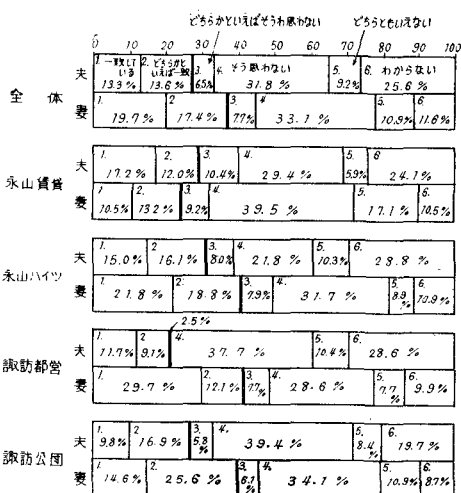 どちらかといえばそうわ思わない どちらともいえない
0 10 20 30 40 50 60 70 80 90 100
全体
夫 1. 一致している 13.3% 2. どちらかといえば一致 13.6% 3. 6.5% 4. そう思わない 31.8% 5. 9.2% 6. わからない 25.6%
妻 1. 19.7% 2. 17.4% 3. 7.7% 4. 33.1% 5. 10.9% 6. 11.6%
永山賃貸
夫 1. 17.2% 2. 12.0% 3. 10.4% 4. 29.4% 5. 5.9% 6. 24.1%
妻 1. 10.5% 2. 13.2% 3. 9.2% 4. 39.5% 5. 17.1% 6. 10.5%
永山ハイツ
夫 1. 15.0% 2. 16.1% 3. 8.0% 4. 21.8% 5. 10.3% 6. 28.8%
妻 1. 21.8% 2. 18.8% 3. 7.9% 4. 31.7% 5. 8.9% 6. 10.9%
2.5%
諏訪都営
夫 1. 11.7% 2. 9.1% 4. 37.7% 5. 10.4% 6. 28.6%
妻 1. 29.7% 2. 12.1% 3. 7.7% 4. 28.6% 5. 7.7% 6. 9.9%
諏訪公団
夫 1. 9.8% 2. 16.9% 3. 5.8% 4. 39.4% 5. 8.4% 6. 19.7%
妻 1. 14.6% 2. 25.6% 3. 6.1% 4. 34.1% 5. 10.9% 6. 8.7%